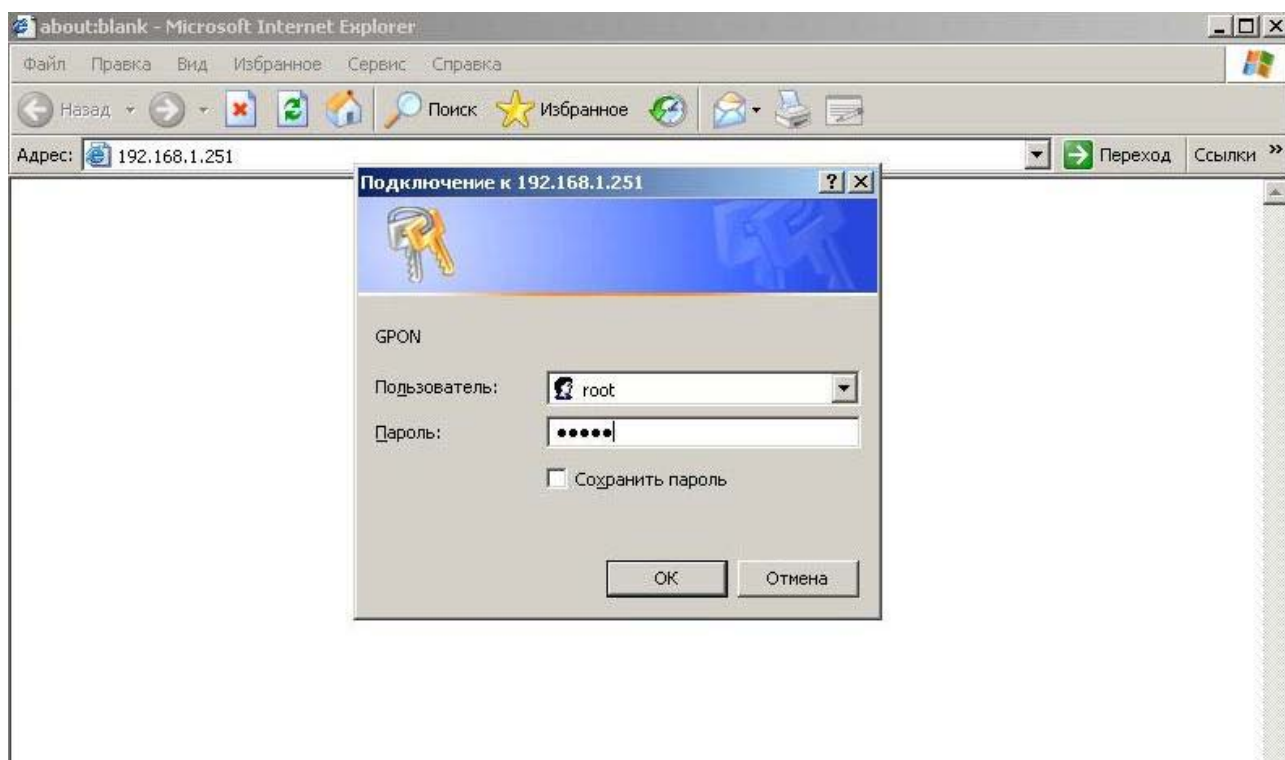 about:blank - Microsoft Internet Explorer
Файл Правка Вид Избранное Сервис Справка
Назад Поиск Избранное
Адрес: 192.168.1.251 Переход Ссылки »
Подключение к 192.168.1.251
GPON
Пользователь: root
Пароль: •••••
Сохранить пароль
ОК Отмена